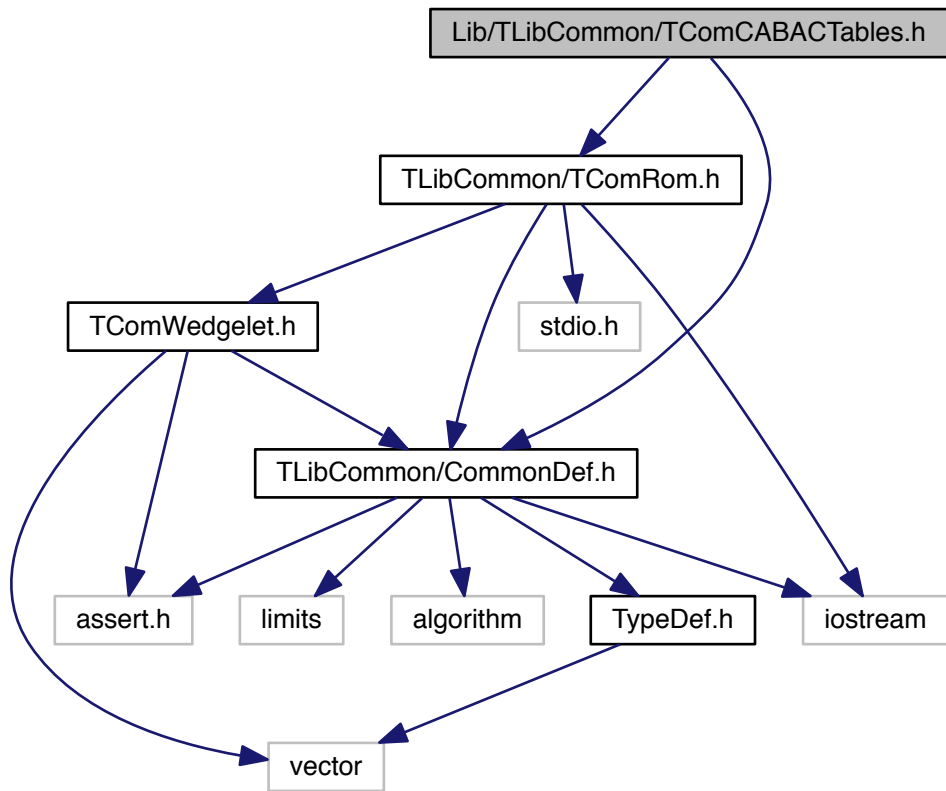 Lib/TLibCommon/TComCABACTables.h
TLibCommon/TComRom.h
TComWedgelet.h
stdio.h
TLibCommon/CommonDef.h
assert.h
limits
algorithm
TypeDef.h
iostream
vector